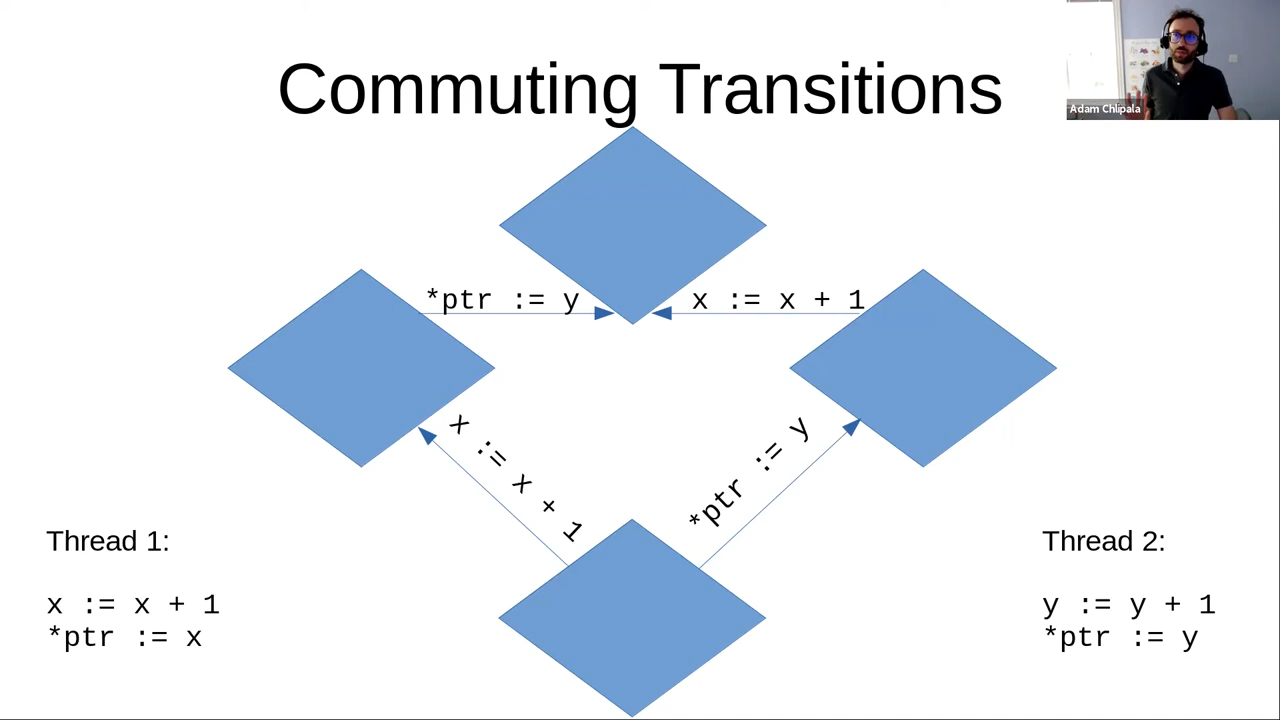 Commuting Transitions
Adam Chlipala
*ptr := y
x := x + 1
x := x + 1
*ptr := y
Thread 1:
x := x + 1
*ptr := x
Thread 2:
y := y + 1
*ptr := y